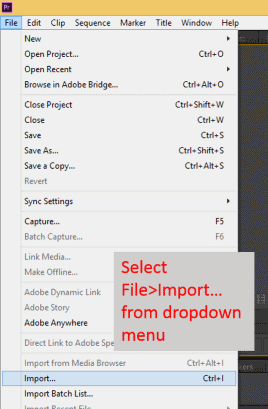 Pr
File Edit Clip Sequence Marker Title Window Help
New
Open Project... Ctrl+O
Open Recent
Browse in Adobe Bridge... Ctrl+Alt+O
Close Project Ctrl+Shift+W
Close Ctrl+W
Save Ctrl+S
Save As... Ctrl+Shift+S
Save a Copy... Ctrl+Alt+S
Revert
Sync Settings
Capture... F5
Batch Capture... F6
Link Media...
Make Offline...
Adobe Dynamic Link
Adobe Story
Adobe Anywhere
Direct Link to Adobe Spe
Select
File>Import...
from dropdown
menu
Import from Media Browser Ctrl+Alt+I
Import... Ctrl+I
Import Batch List...
Import Recent File